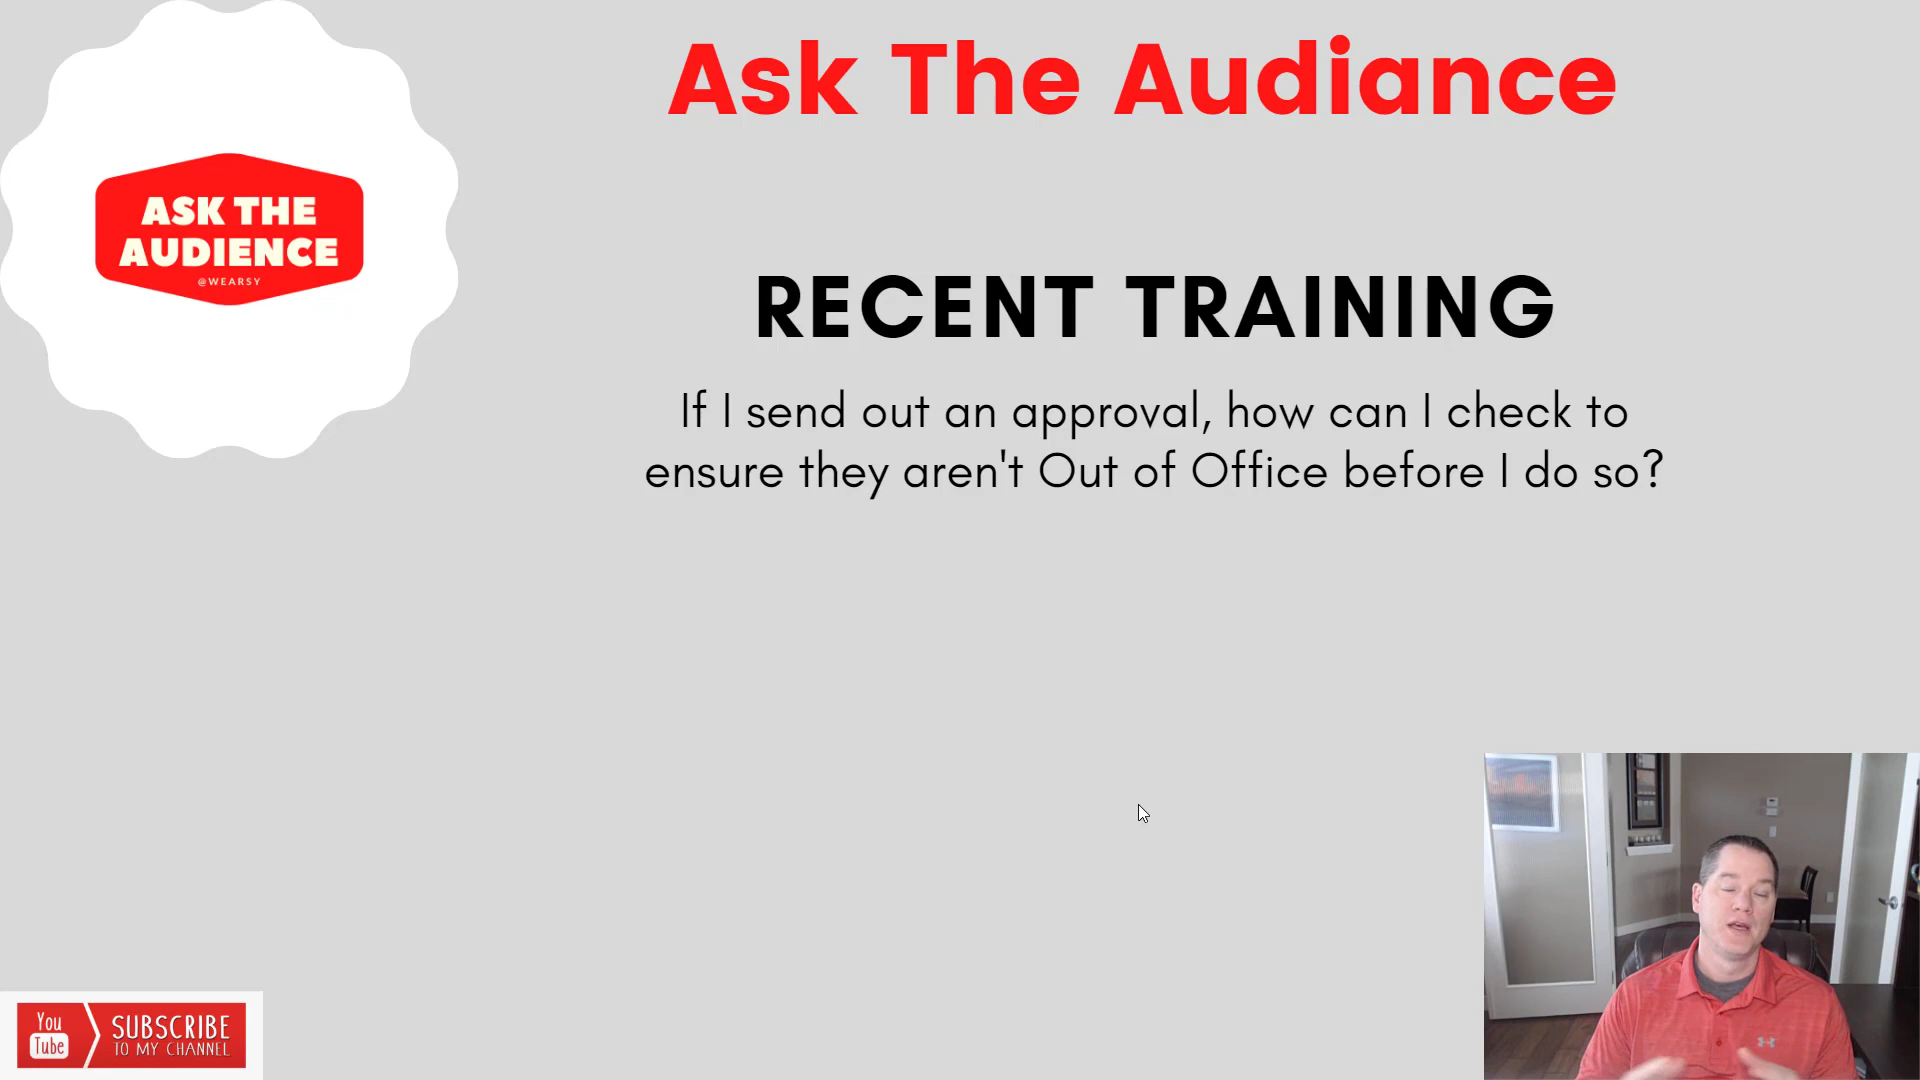 Ask The Audiance
ASK THE
AUDIENCE
@WEARSY
RECENT TRAINING
If I send out an approval, how can I check to
ensure they aren't Out of Office before I do so?
You
Tube
SUBSCRIBE
TO MY CHANNEL